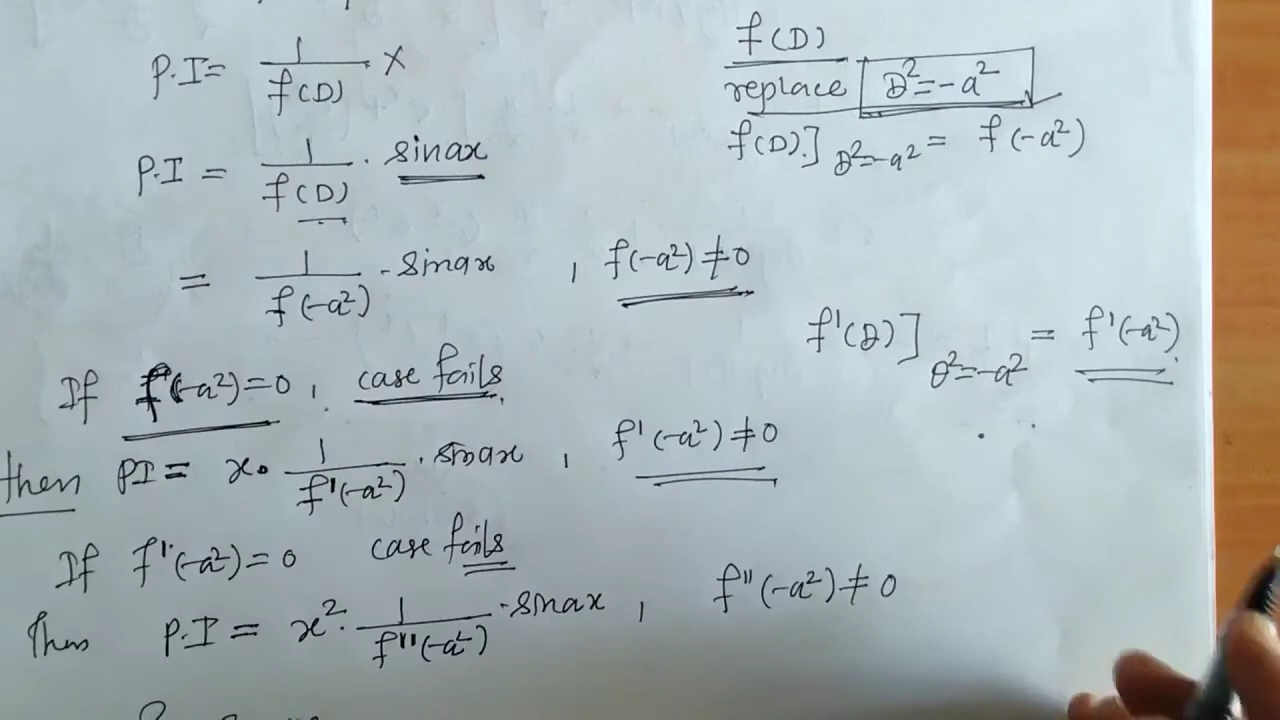 P.I = 1/f(D) X
P.I = 1/f(D) . sinax
= 1/f(-a²) - sinax , f(-a²) ≠ 0
If f(-a²) = 0 , case fails
then PI = x . 1/f'(-a²) . sinax , f'(-a²) ≠ 0
If f'(-a²) = 0 case fails
Then P.I = x² . 1/f''(-a²) - sinax , f''(-a²) ≠ 0
f(D)
replace D² = -a²
f(D)] D²=-a² = f(-a²)
f'(D)] D²=-a² = f'(-a²)